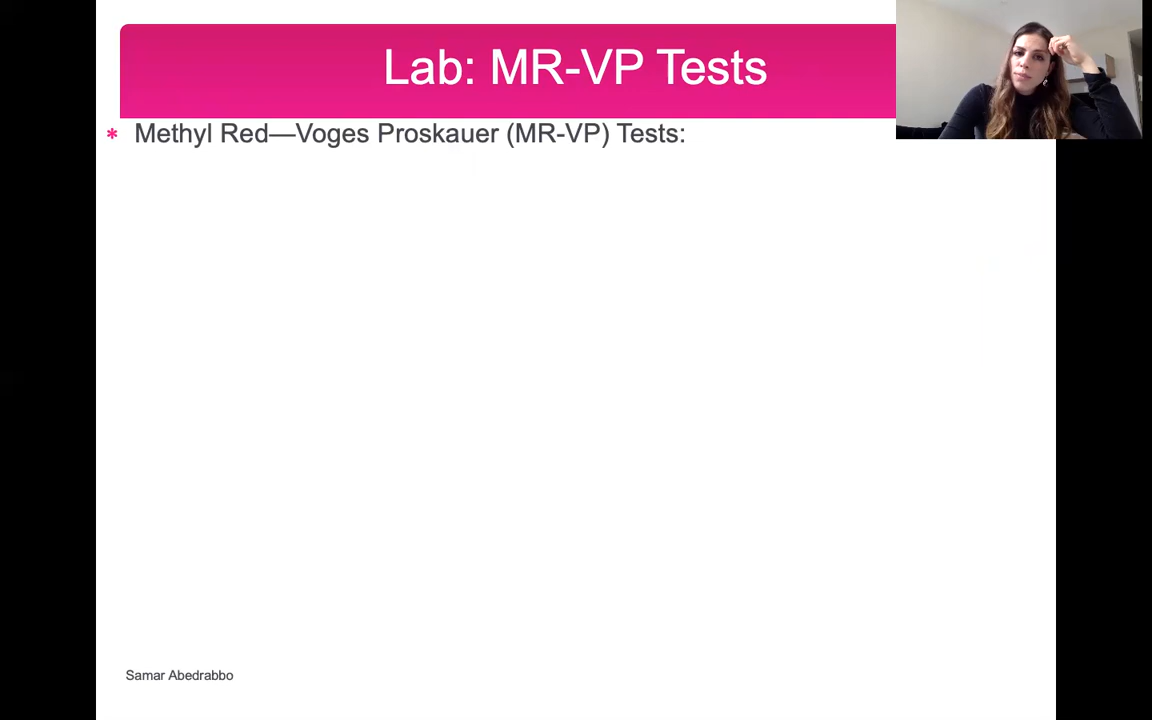 Lab: MR-VP Tests
* Methyl Red—Voges Proskauer (MR-VP) Tests:
Samar Abedrabbo